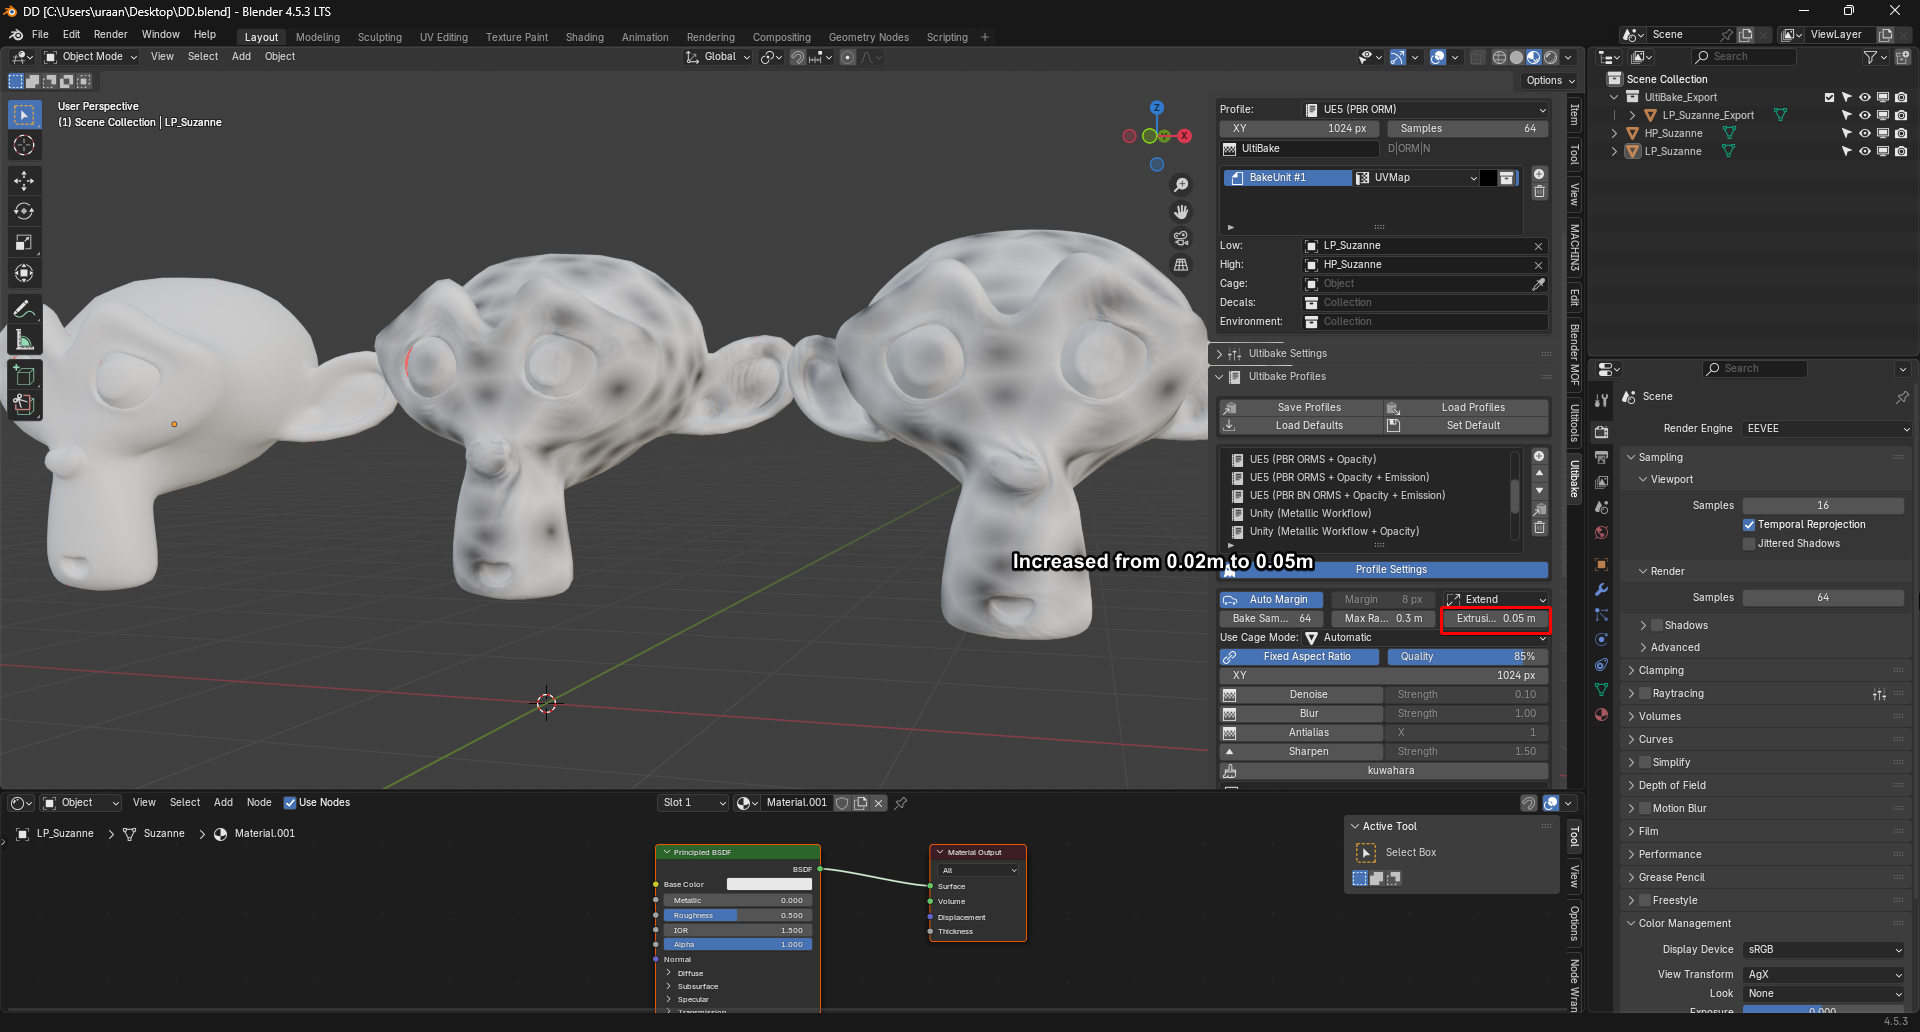 DD [C:\Users\uraan\Desktop\DD.blend] - Blender 4.5.3 LTS
File Edit Render Window Help Layout Modeling Sculpting UV Editing Texture Paint Shading Animation Rendering Compositing Geometry Nodes Scripting + Scene ViewLayer
Object Mode View Select Add Object Global Search
Options
User Perspective
(1) Scene Collection | LP_Suzanne
Z
X
Profile: UE5 (PBR ORM)
XY 1024 px Samples 64
UltiBake D|ORM|N
BakeUnit #1 UVMap
Low: LP_Suzanne
High: HP_Suzanne
Cage: Object
Decals: Collection
Environment: Collection
Ultibake Settings
Ultibake Profiles
Save Profiles Load Profiles
Load Defaults Set Default
UE5 (PBR ORMS + Opacity)
UE5 (PBR ORMS + Opacity + Emission)
UE5 (PBR BN ORMS + Opacity + Emission)
Unity (Metallic Workflow)
Unity (Metallic Workflow + Opacity)
Increased from 0.02m to 0.05m
Profile Settings
Auto Margin Margin 8 px Extend
Bake Sam... 64 Max Ra... 0.3 m Extrusi... 0.05 m
Use Cage Mode: Automatic
Fixed Aspect Ratio Quality 85%
XY 1024 px
Denoise Strength 0.10
Blur Strength 1.00
Antialias X 1
Sharpen Strength 1.50
kuwahara
Item
Tool
View
MACHIN3
Edit
Blender MOF
Ultitools
Ultibake
Scene Collection
UltiBake_Export
LP_Suzanne_Export
HP_Suzanne
LP_Suzanne
Search
Scene
Render Engine EEVEE
Sampling
Viewport
Samples 16
Temporal Reprojection
Jittered Shadows
Render
Samples 64
Shadows
Advanced
Clamping
Raytracing
Volumes
Curves
Simplify
Depth of Field
Motion Blur
Film
Performance
Grease Pencil
Freestyle
Color Management
Display Device sRGB
View Transform AgX
Look None
Exposure 0.000
Object View Select Add Node Use Nodes Slot 1 Material.001
LP_Suzanne Suzanne Material.001
Principled BSDF
BSDF
Base Color
Metallic 0.000
Roughness 0.500
IOR 1.500
Alpha 1.000
Normal
Diffuse
Subsurface
Specular
Transmission
Material Output
All
Surface
Volume
Displacement
Thickness
Active Tool
Select Box
Tool
View
Options
Node Wran
4.5.3